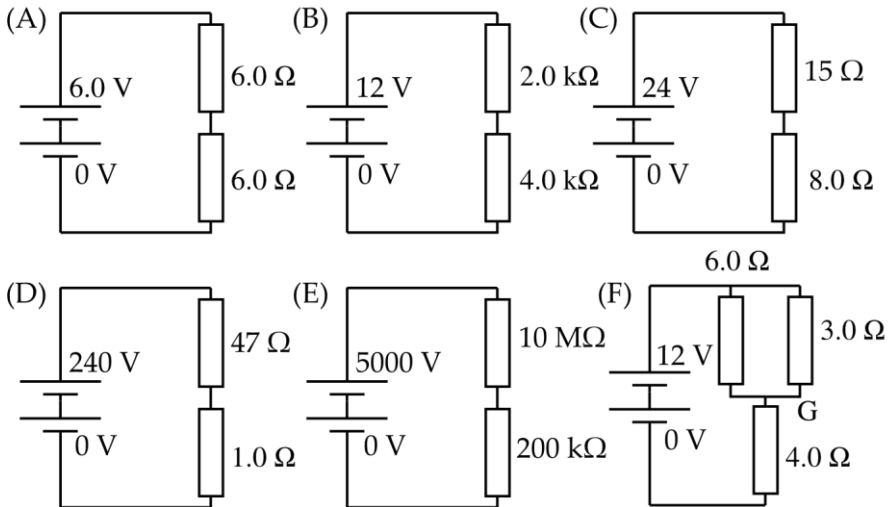 (A)
6.0 V
6.0 Ω
0 V
6.0 Ω
(B)
12 V
2.0 kΩ
0 V
4.0 kΩ
(C)
24 V
15 Ω
0 V
8.0 Ω
(D)
240 V
47 Ω
0 V
1.0 Ω
(E)
5000 V
10 MΩ
0 V
200 kΩ
(F)
6.0 Ω
12 V
3.0 Ω
G
0 V
4.0 Ω